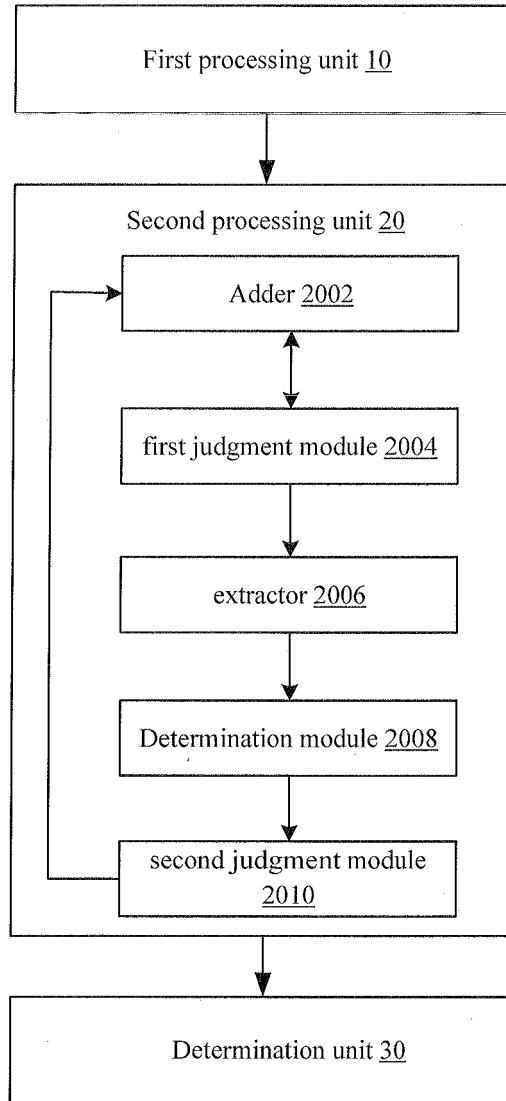 First processing unit 10
Second processing unit 20
Adder 2002
first judgment module 2004
extractor 2006
Determination module 2008
second judgment module
2010
Determination unit 30